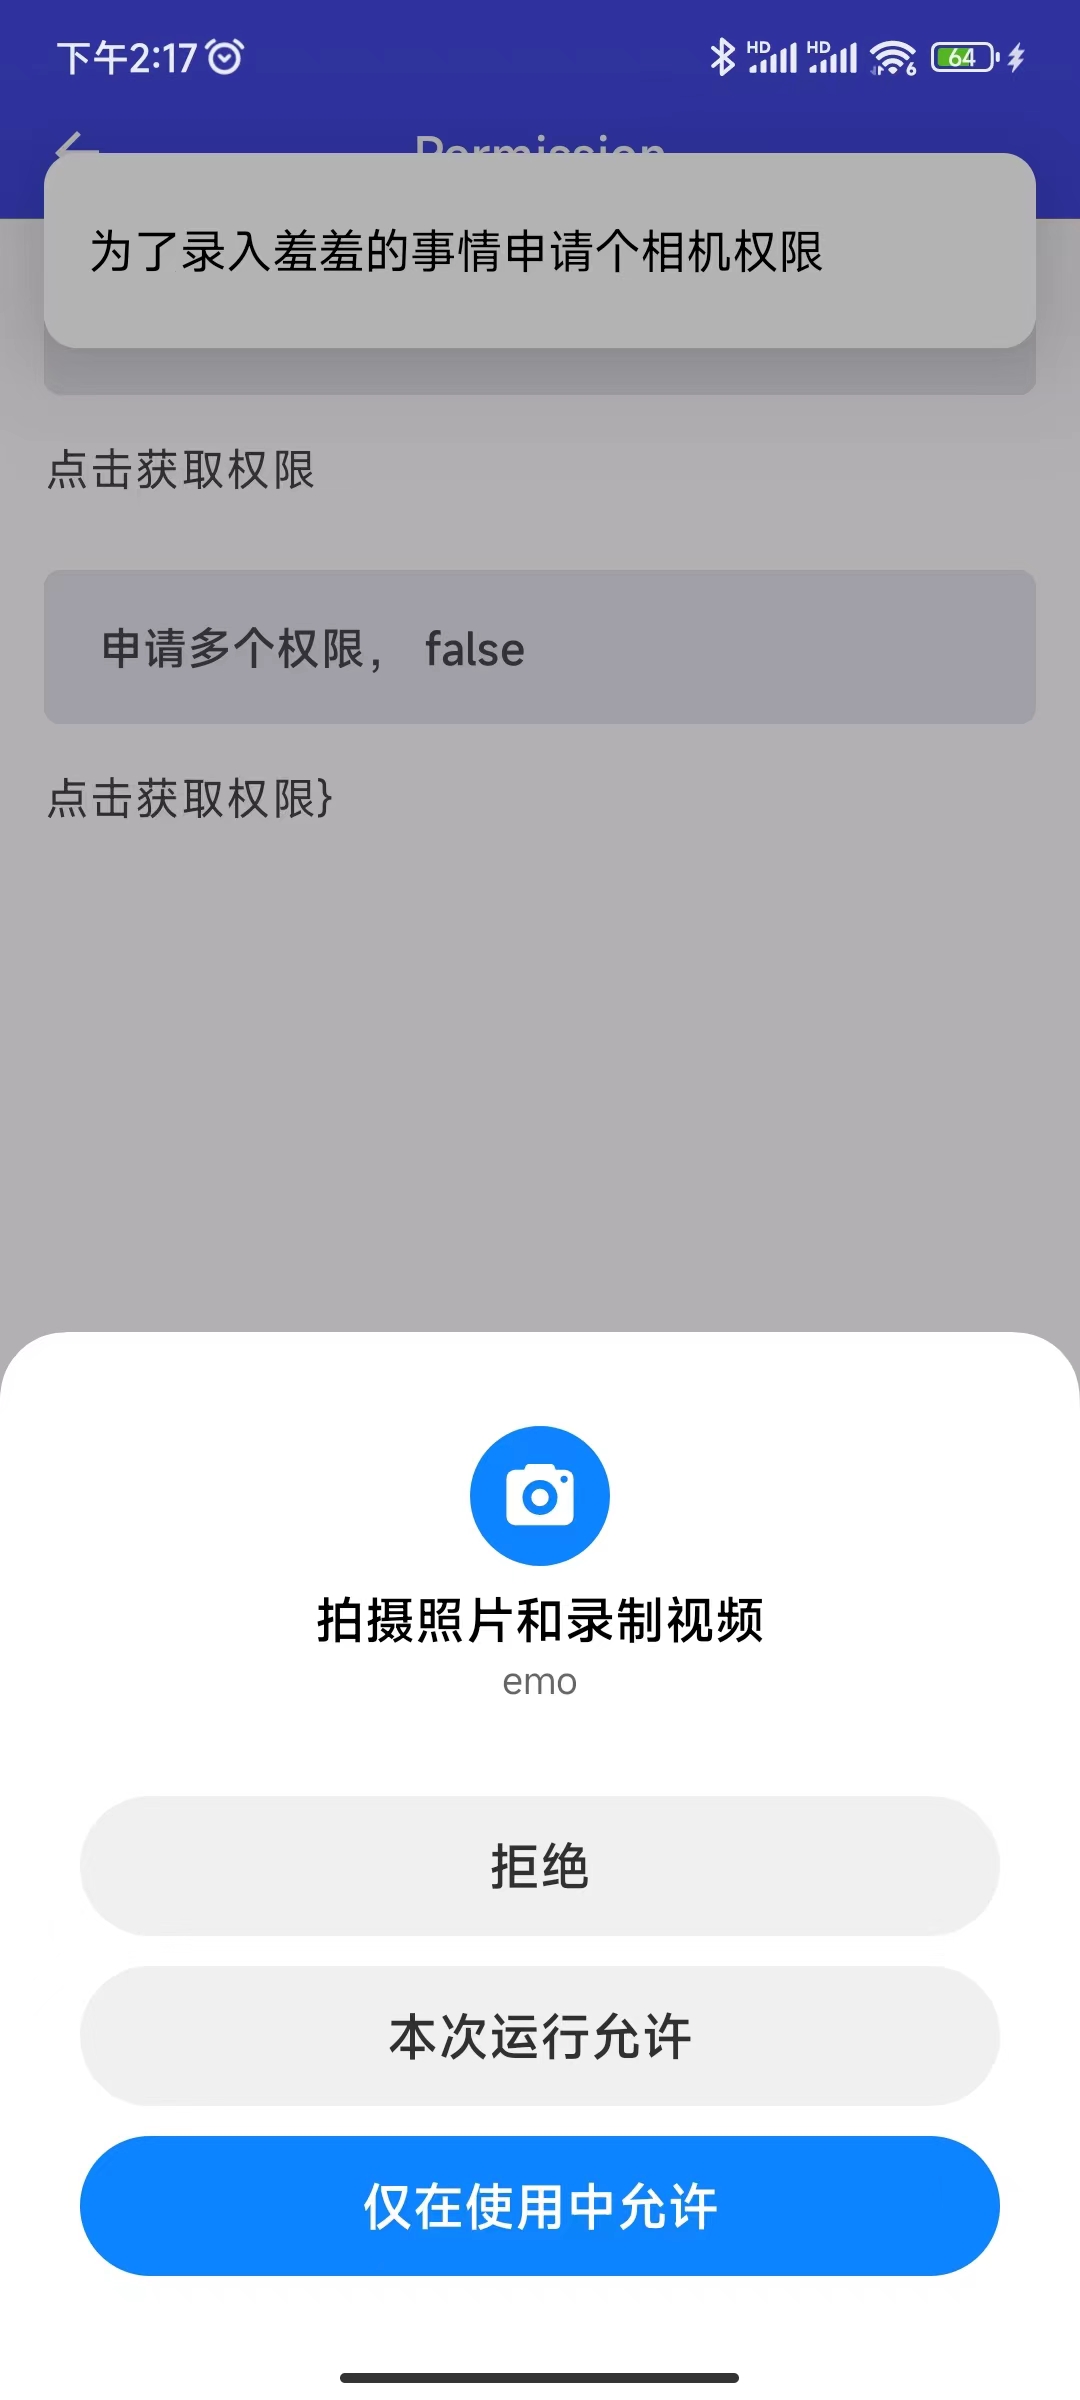 下午2:17
HD HD 6 64
Permission
为了录入羞羞的事情申请个相机权限
点击获取权限
申请多个权限， false
点击获取权限}
拍摄照片和录制视频
emo
拒绝
本次运行允许
仅在使用中允许